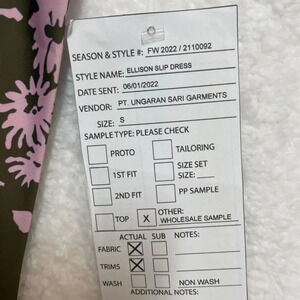 SEASON & STYLE #: FW 2022 / 2110092
STYLE NAME: ELLISON SLIP DRESS
DATE SENT: 06/01/2022
VENDOR: PT. UNGARAN SARI GARMENTS
SIZE: S
SAMPLE TYPE: PLEASE CHECK
PROTO TAILORING
1ST FIT SIZE SET
SIZE:
2ND FIT PP SAMPLE
TOP X OTHER:
WHOLESALE SAMPLE
ACTUAL SUB NOTES:
FABRIC X
TRIMS X
WASH NON WASH
ADDITIONAL NOTES: